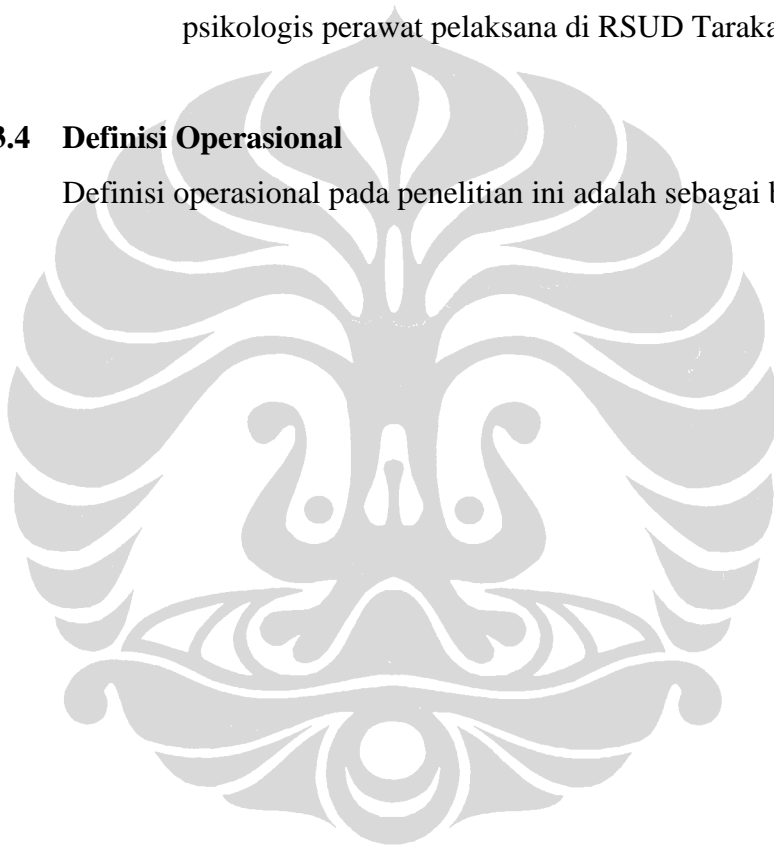 psikologis perawat pelaksana di RSUD Taraka
3.4 Definisi Operasional
Definisi operasional pada penelitian ini adalah sebagai b